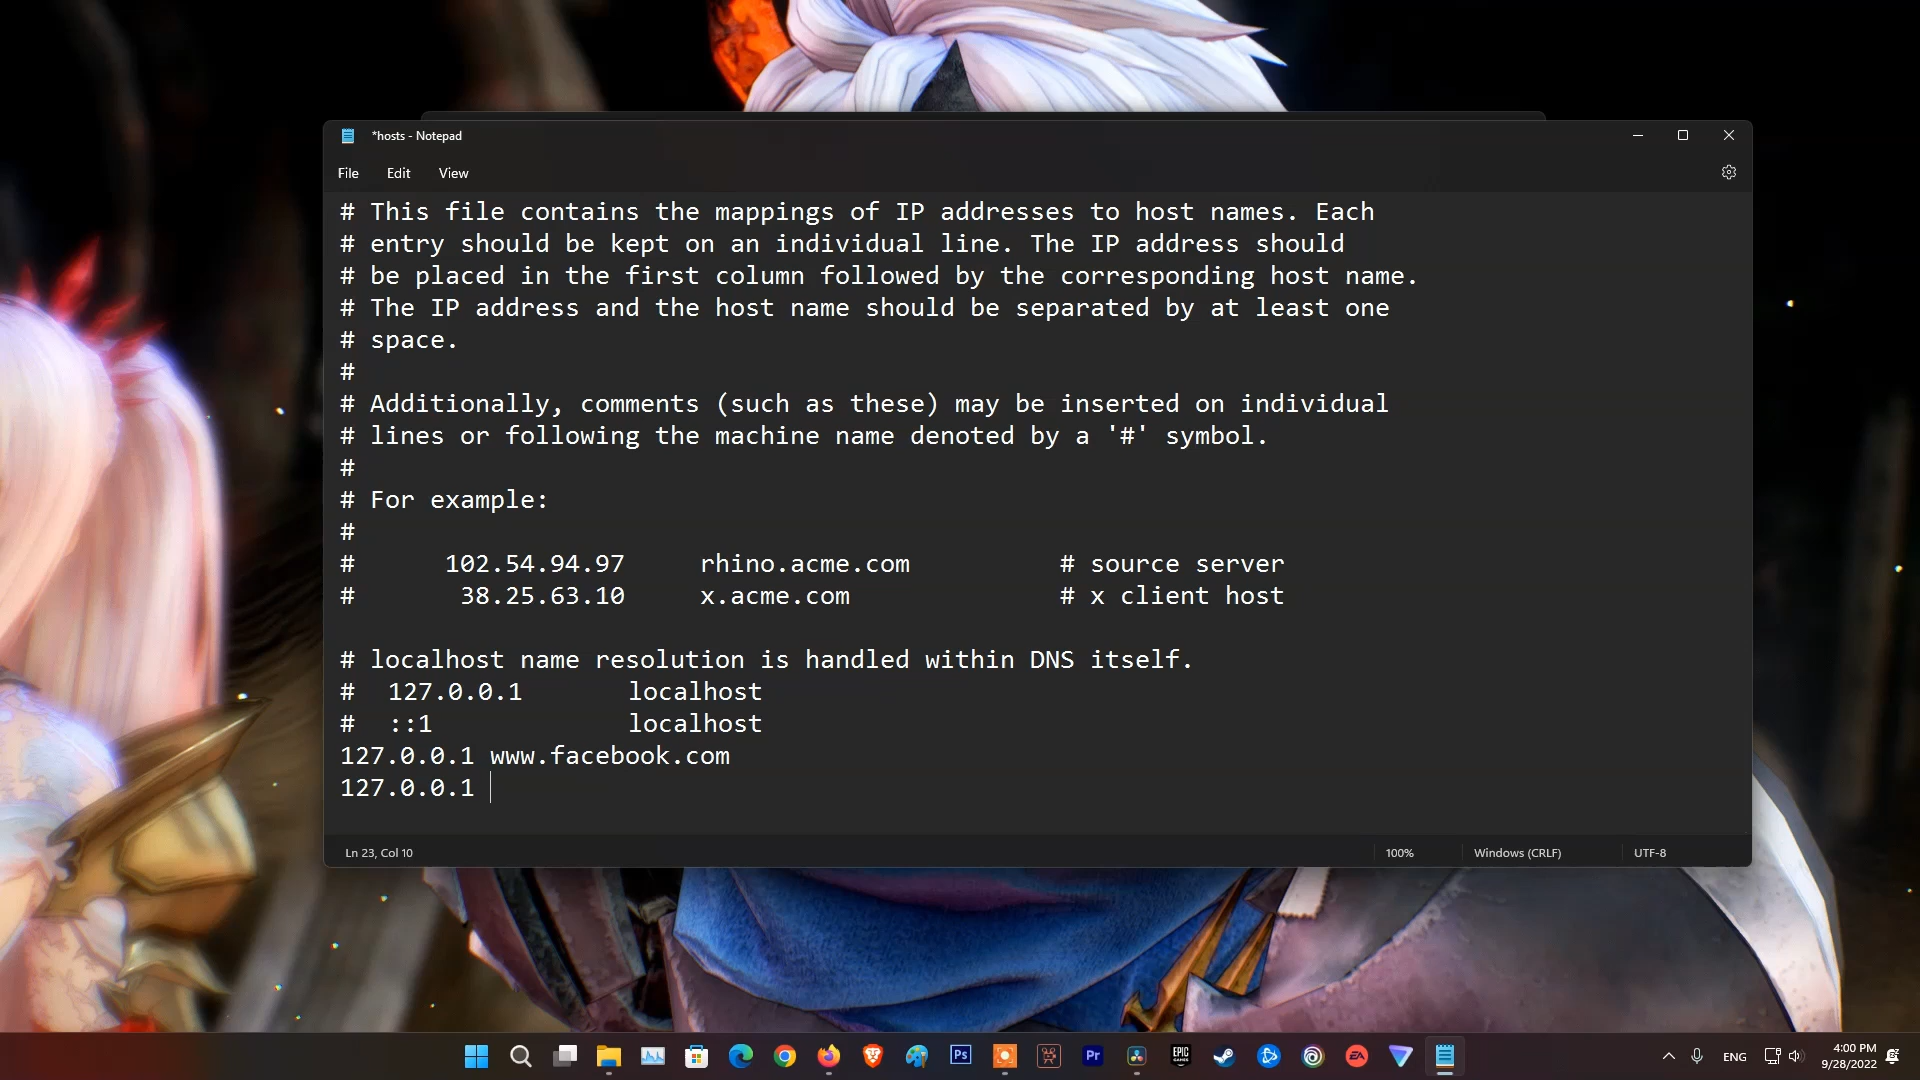 *hosts - Notepad
File Edit View
# This file contains the mappings of IP addresses to host names. Each
# entry should be kept on an individual line. The IP address should
# be placed in the first column followed by the corresponding host name.
# The IP address and the host name should be separated by at least one
# space.
#
# Additionally, comments (such as these) may be inserted on individual
# lines or following the machine name denoted by a '#' symbol.
#
# For example:
#
# 102.54.94.97 rhino.acme.com # source server
# 38.25.63.10 x.acme.com # x client host
# localhost name resolution is handled within DNS itself.
# 127.0.0.1 localhost
# ::1 localhost
127.0.0.1 www.facebook.com
127.0.0.1
Ln 23, Col 10 100% Windows (CRLF) UTF-8
Ps Pr EPIC GAMES EA ENG 4:00 PM
9/28/2022